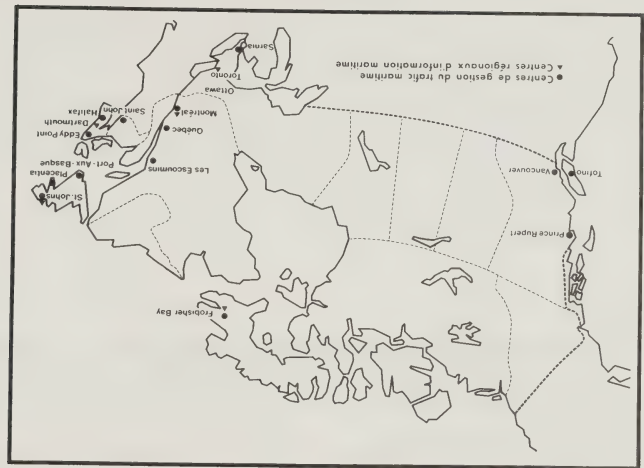 Frobisher Bay
Prince Rupert
St. Johns
Placentia
Port-Aux-Basque
Tofino
Vancouver
Les Escoumins
Québec
Montréal
Eddy Point
Dartmouth
Halifax
Saint John
Ottawa
Toronto
Sarnia
● Centres de gestion du trafic maritime
▲ Centres régionaux d'information maritime